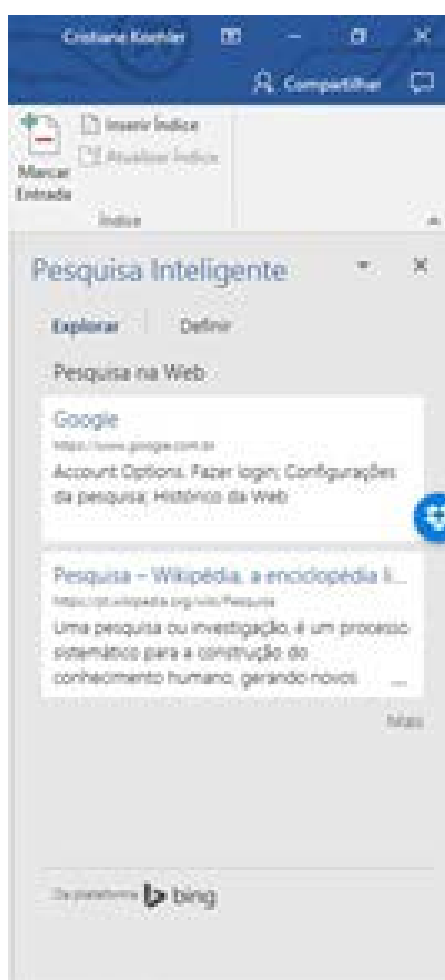 Cristiane Koehler
Compartilhar
Inserir Índice
Atualizar Índice
Marcar
Entrada
Índice
Pesquisa Inteligente
Explorar
Definir
Pesquisa na Web
Google
https://www.google.com.br
Account Options. Fazer login; Configurações
da pesquisa; Histórico da Web
Pesquisa – Wikipédia, a enciclopédia li...
https://pt.wikipedia.org/wiki/Pesquisa
Uma pesquisa ou investigação, é um processo
sistemático para a construção do
conhecimento humano, gerando novos ...
Mais
Da plataforma bing